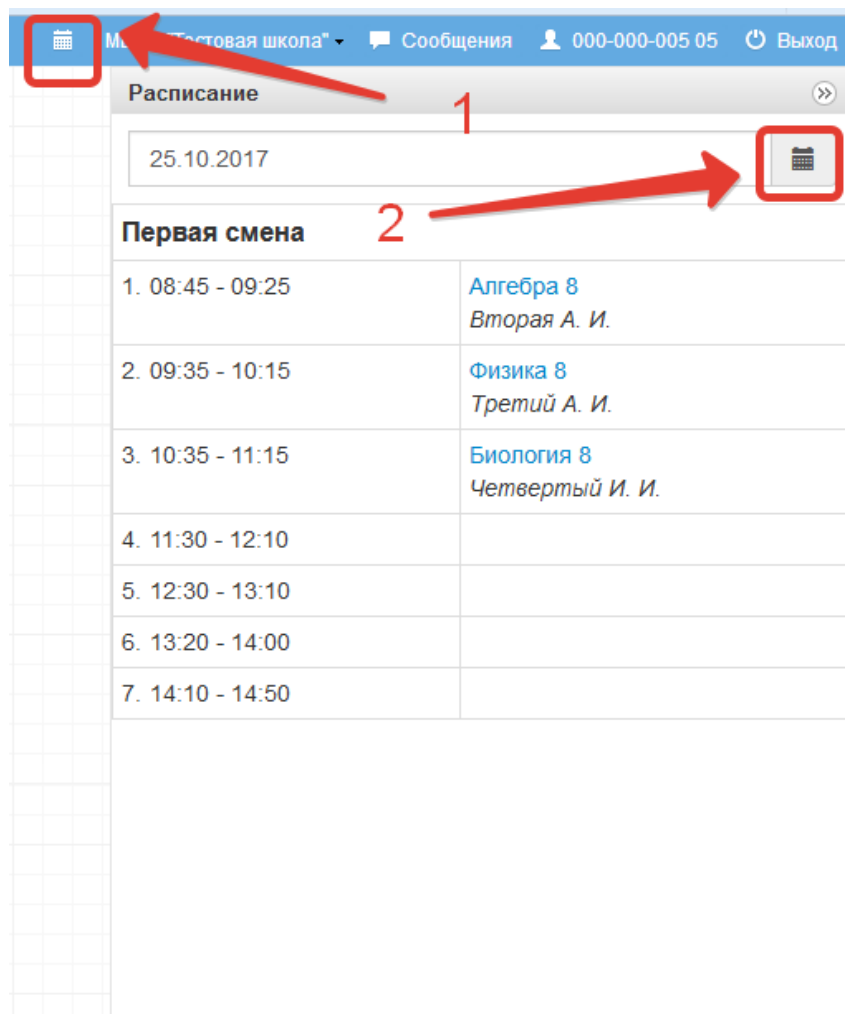 "Тестовая школа" Сообщения 000-000-005 05 Выход
Расписание
1
25.10.2017
2
Первая смена
1. 08:45 - 09:25 Алгебра 8
Вторая А. И.
2. 09:35 - 10:15 Физика 8
Третий А. И.
3. 10:35 - 11:15 Биология 8
Четвертый И. И.
4. 11:30 - 12:10
5. 12:30 - 13:10
6. 13:20 - 14:00
7. 14:10 - 14:50